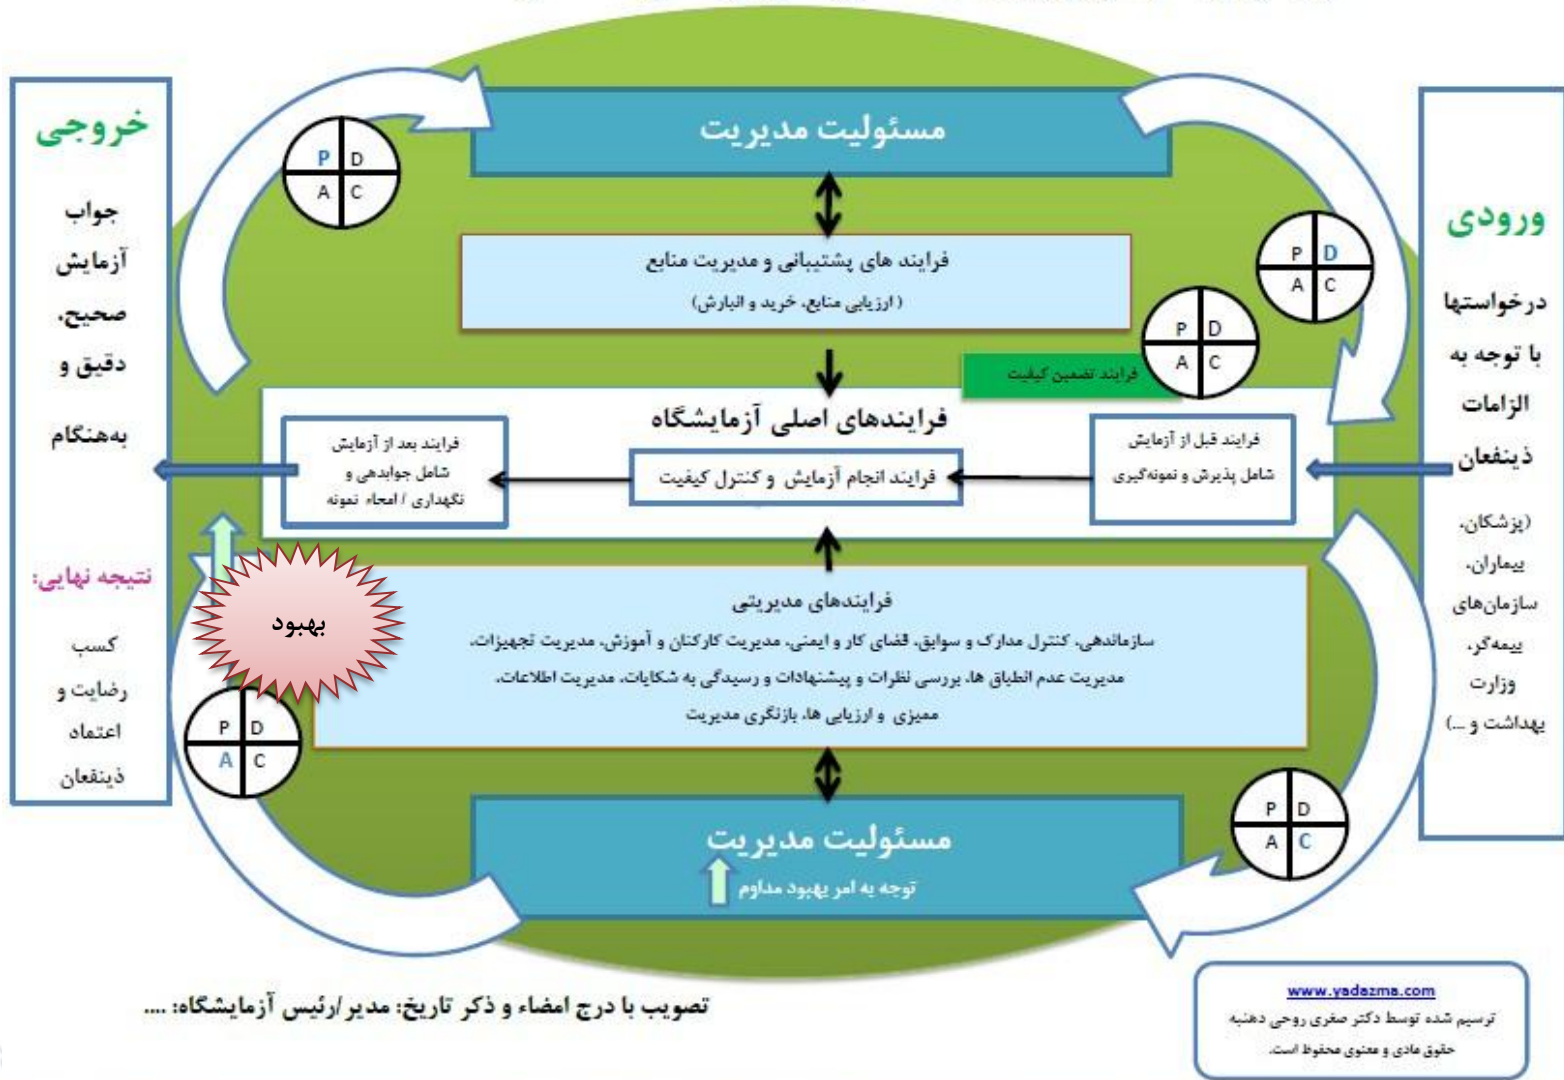 مسئولیت مدیریت
P D
A C
خروجی
جواب
آزمایش
صحیح،
دقیق و
به‌هنگام
نتیجه نهایی:
کسب
رضایت و
اعتماد
ذینفعان
ورودی
درخواستها
با توجه به
الزامات
ذینفعان
(پزشکان،
بیماران،
سازمان‌های
بیمه‌گر،
وزارت
بهداشت و ...)
P D
A C
فرایند های پشتیبانی و مدیریت منابع
( ارزیابی منابع، خرید و انبارش)
P D
A C
فرایند تضمین کیفیت
فرایندهای اصلی آزمایشگاه
فرایند قبل از آزمایش
شامل پذیرش و نمونه‌گیری
فرایند انجام آزمایش و کنترل کیفیت
فرایند بعد از آزمایش
شامل جوابدهی و
نگهداری / امحاء نمونه
بهبود
فرایندهای مدیریتی
سازماندهی، کنترل مدارک و سوابق، فضای کار و ایمنی، مدیریت کارکنان و آموزش، مدیریت تجهیزات،
مدیریت عدم انطباق ها، بررسی نظرات و پیشنهادات و رسیدگی به شکایات، مدیریت اطلاعات،
ممیزی و ارزیابی ها، بازنگری مدیریت
P D
A C
P D
A C
مسئولیت مدیریت
توجه به امر بهبود مداوم
تصویب با درج امضاء و ذکر تاریخ: مدیر/رئیس آزمایشگاه: ....
www.yadazma.com
ترسیم شده توسط دکتر صغری روحی دهنبه
حقوق مادی و معنوی محفوظ است.